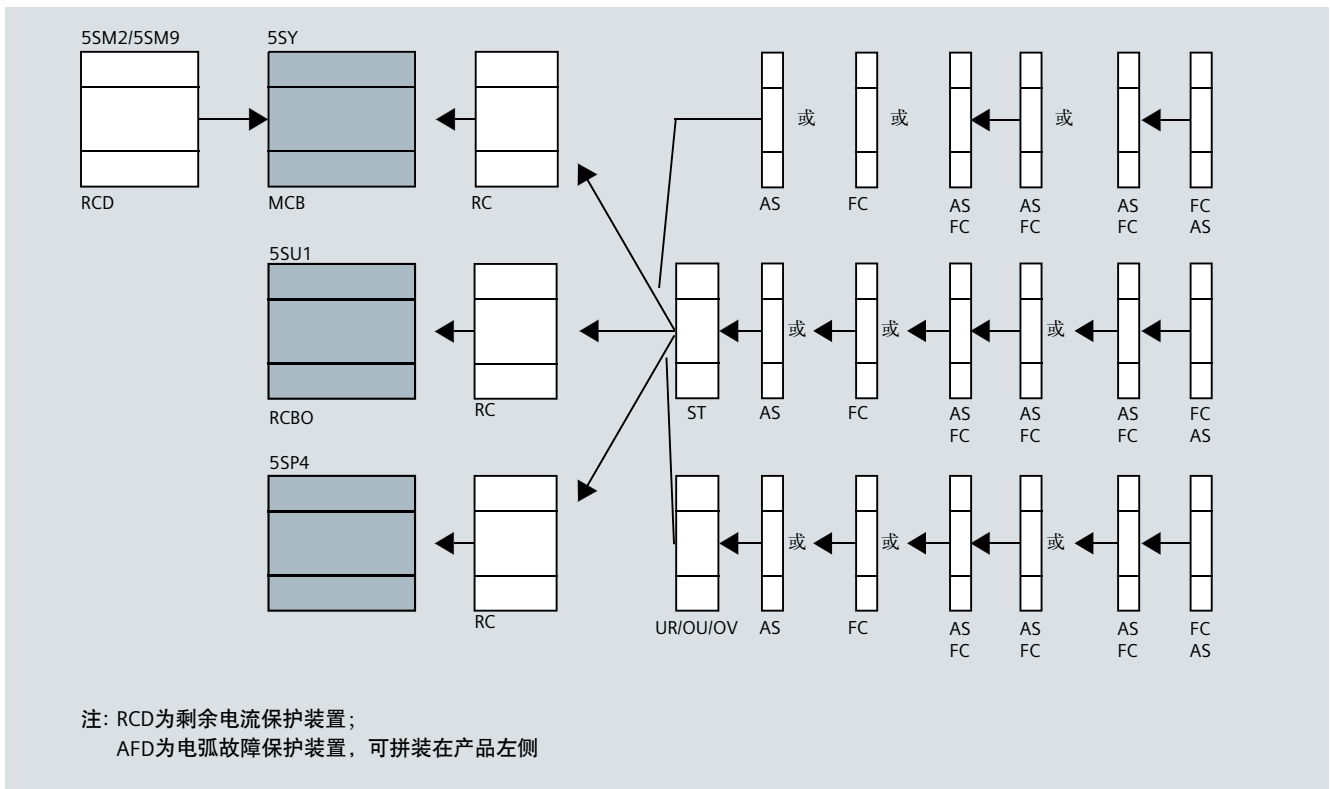 5SM2/5SM9 5SY
或 或 或
RCD MCB RC AS FC AS AS AS FC
FC FC FC AS
5SU1
或 或 或
RCBO RC ST AS FC AS AS AS FC
FC FC FC AS
5SP4
或 或 或
RC UR/OU/OV AS FC AS AS AS FC
FC FC FC AS
注: RCD为剩余电流保护装置；
AFD为电弧故障保护装置，可拼装在产品左侧